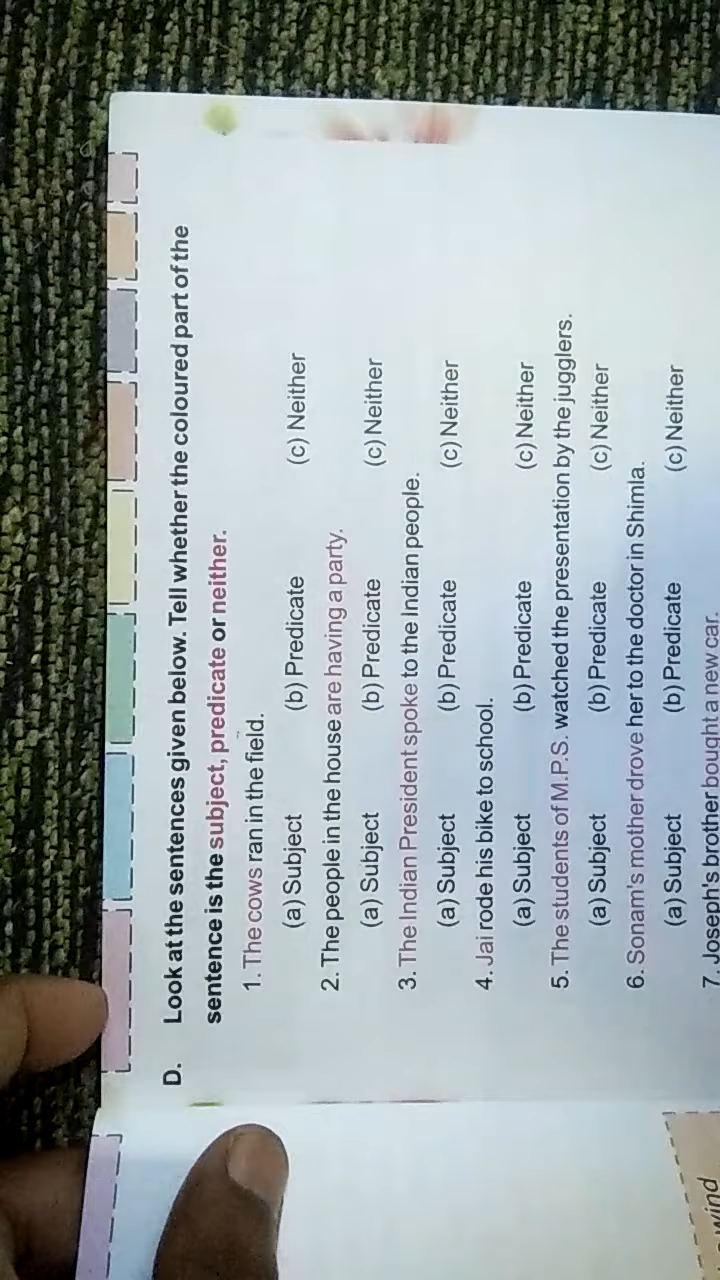 D. Look at the sentences given below. Tell whether the coloured part of the
sentence is the subject, predicate or neither.
1. The cows ran in the field.
(a) Subject (b) Predicate (c) Neither
2. The people in the house are having a party.
(a) Subject (b) Predicate (c) Neither
3. The Indian President spoke to the Indian people.
(a) Subject (b) Predicate (c) Neither
4. Jai rode his bike to school.
(a) Subject (b) Predicate (c) Neither
5. The students of M.P.S. watched the presentation by the jugglers.
(a) Subject (b) Predicate (c) Neither
6. Sonam's mother drove her to the doctor in Shimla.
(a) Subject (b) Predicate (c) Neither
7. Joseph's brother bought a new car.
wind